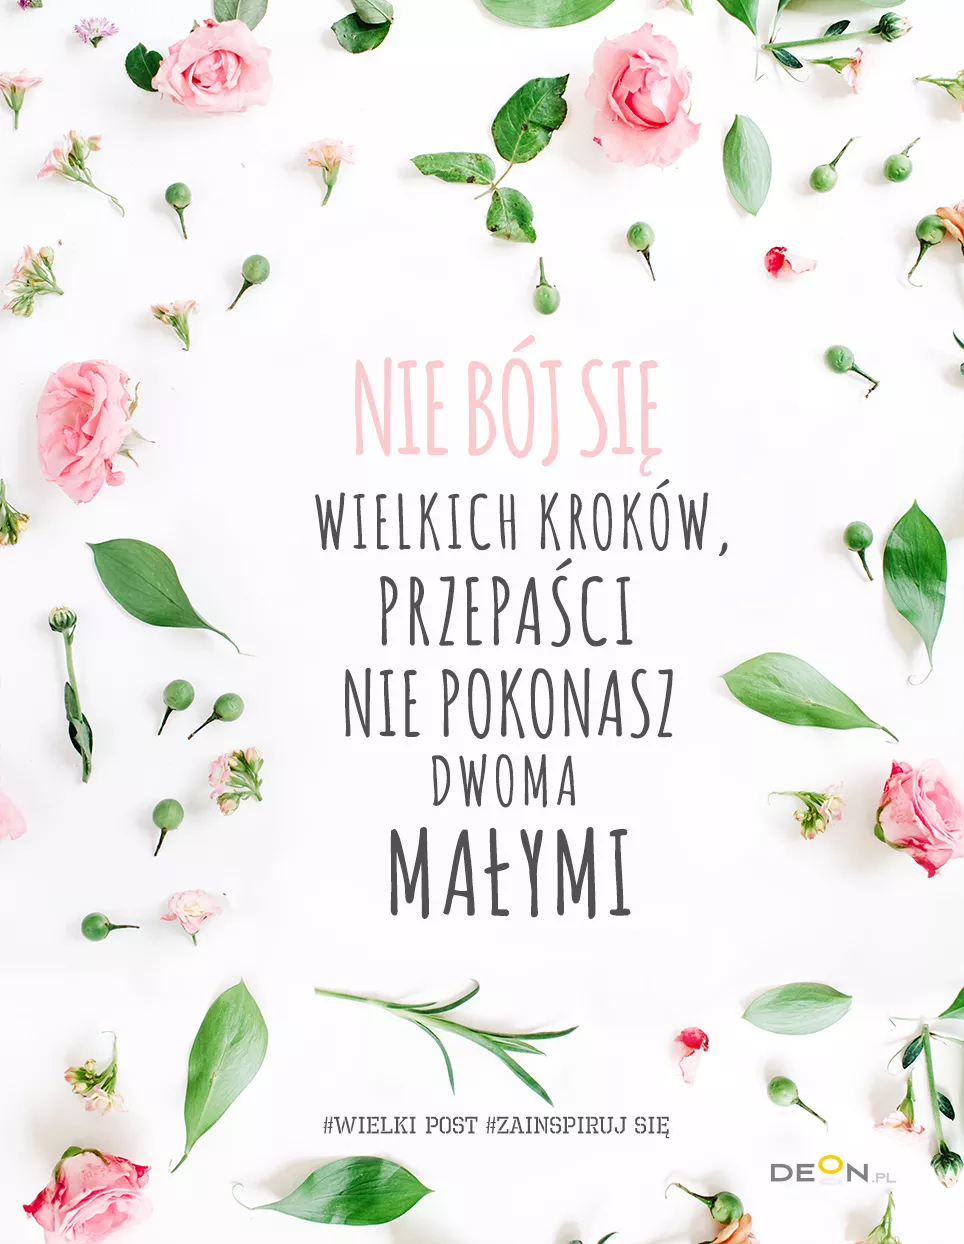 NIE BÓJ SIĘ
WIELKICH KROKÓW,
PRZEPAŚCI
NIE POKONASZ
DWOMA
MAŁYMI
#WIELKI POST #ZAINSPIRUJ SIĘ
DEON.PL